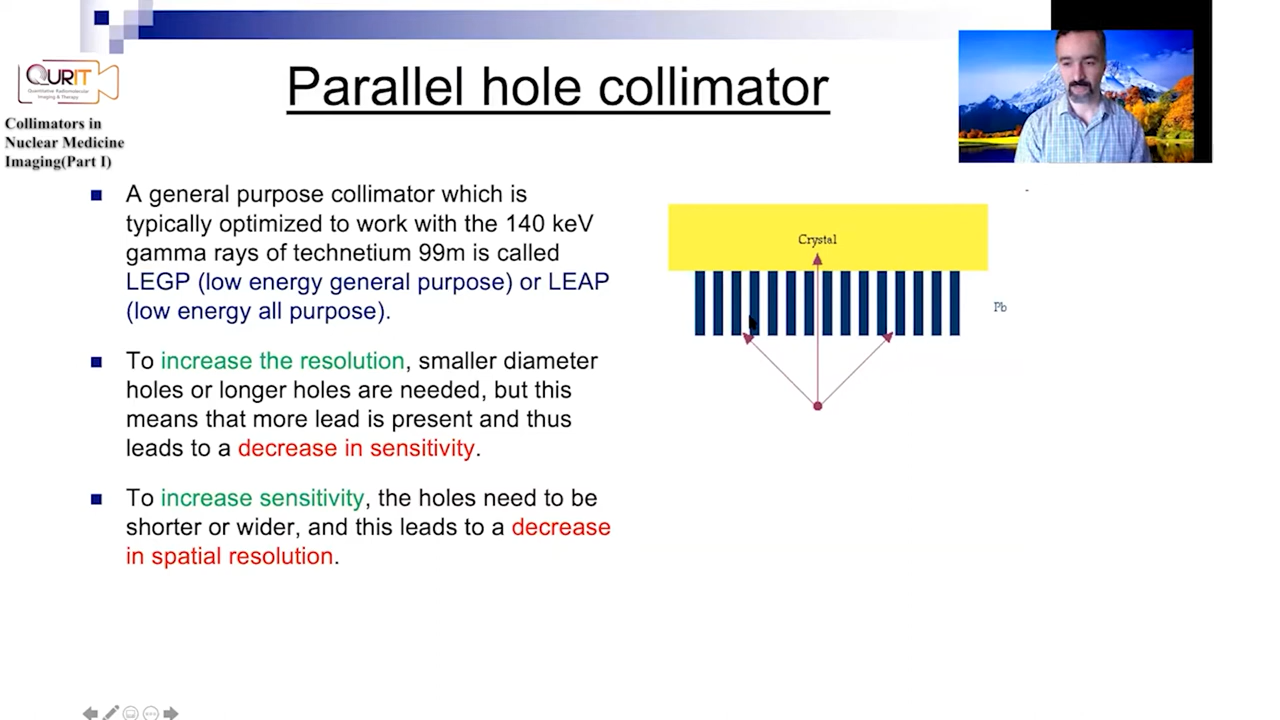 QURIT
Quantitative Radiomolecular
Imaging & Therapy
Collimators in
Nuclear Medicine
Imaging(Part I)
Parallel hole collimator
A general purpose collimator which is
typically optimized to work with the 140 keV
gamma rays of technetium 99m is called
LEGP (low energy general purpose) or LEAP
(low energy all purpose).
To increase the resolution, smaller diameter
holes or longer holes are needed, but this
means that more lead is present and thus
leads to a decrease in sensitivity.
To increase sensitivity, the holes need to be
shorter or wider, and this leads to a decrease
in spatial resolution.
Crystal
Pb